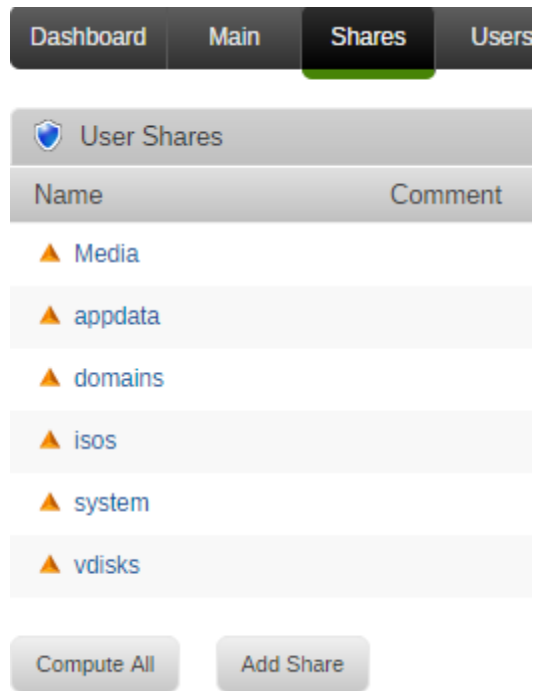 Dashboard Main Shares Users
User Shares
Name Comment
Media
appdata
domains
isos
system
vdisks
Compute All Add Share